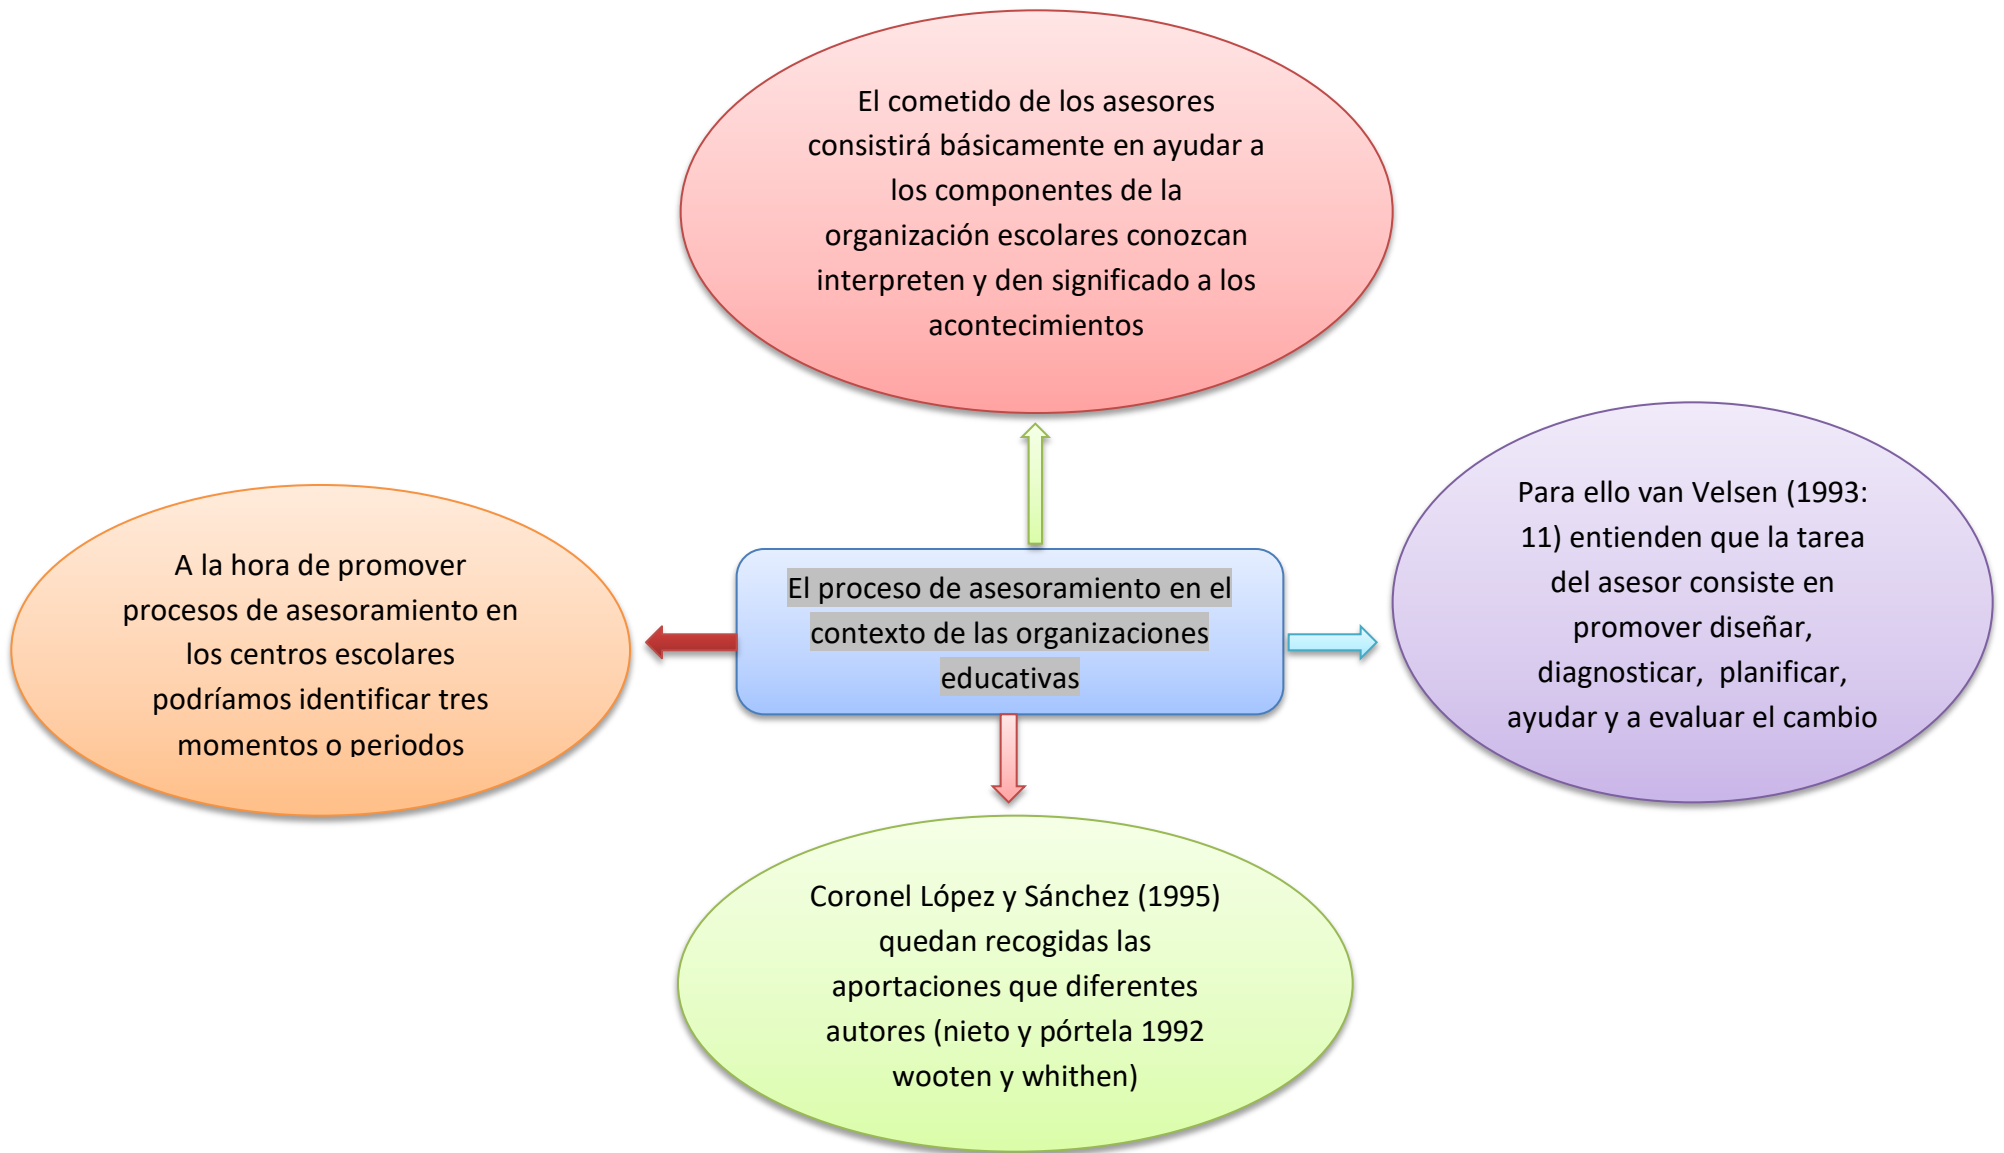 El cometido de los asesores
consistirá básicamente en ayudar a
los componentes de la
organización escolares conozcan
interpreten y den significado a los
acontecimientos
Para ello van Velsen (1993:
11) entienden que la tarea
del asesor consiste en
promover diseñar,
diagnosticar, planificar,
ayudar y a evaluar el cambio
A la hora de promover
procesos de asesoramiento en
los centros escolares
podríamos identificar tres
momentos o periodos
El proceso de asesoramiento en el
contexto de las organizaciones
educativas
Coronel López y Sánchez (1995)
quedan recogidas las
aportaciones que diferentes
autores (nieto y pórtela 1992
wooten y whithen)